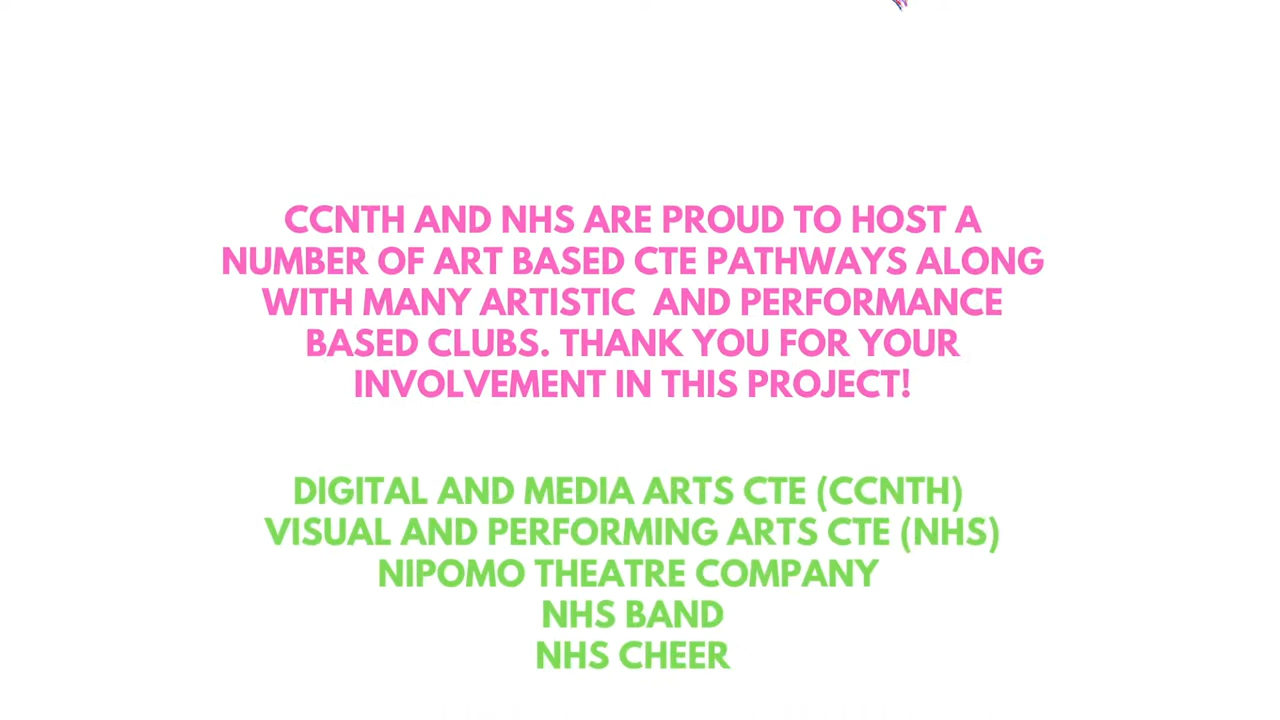 CCNTH AND NHS ARE PROUD TO HOST A
NUMBER OF ART BASED CTE PATHWAYS ALONG
WITH MANY ARTISTIC  AND PERFORMANCE
BASED CLUBS. THANK YOU FOR YOUR
INVOLVEMENT IN THIS PROJECT!
DIGITAL AND MEDIA ARTS CTE (CCNTH)
VISUAL AND PERFORMING ARTS CTE (NHS)
NIPOMO THEATRE COMPANY
NHS BAND
NHS CHEER